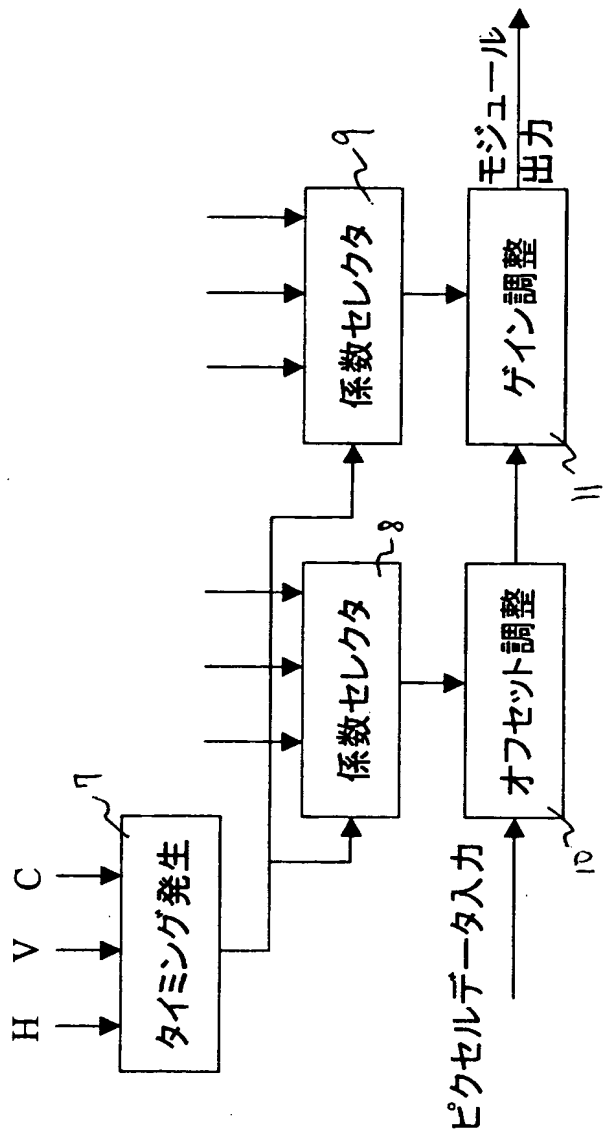 H
V
C
タイミング発生
7
係数セレクタ
8
係数セレクタ
9
ピクセルデータ入力
オフセット調整
10
ゲイン調整
11
モジュール
出力